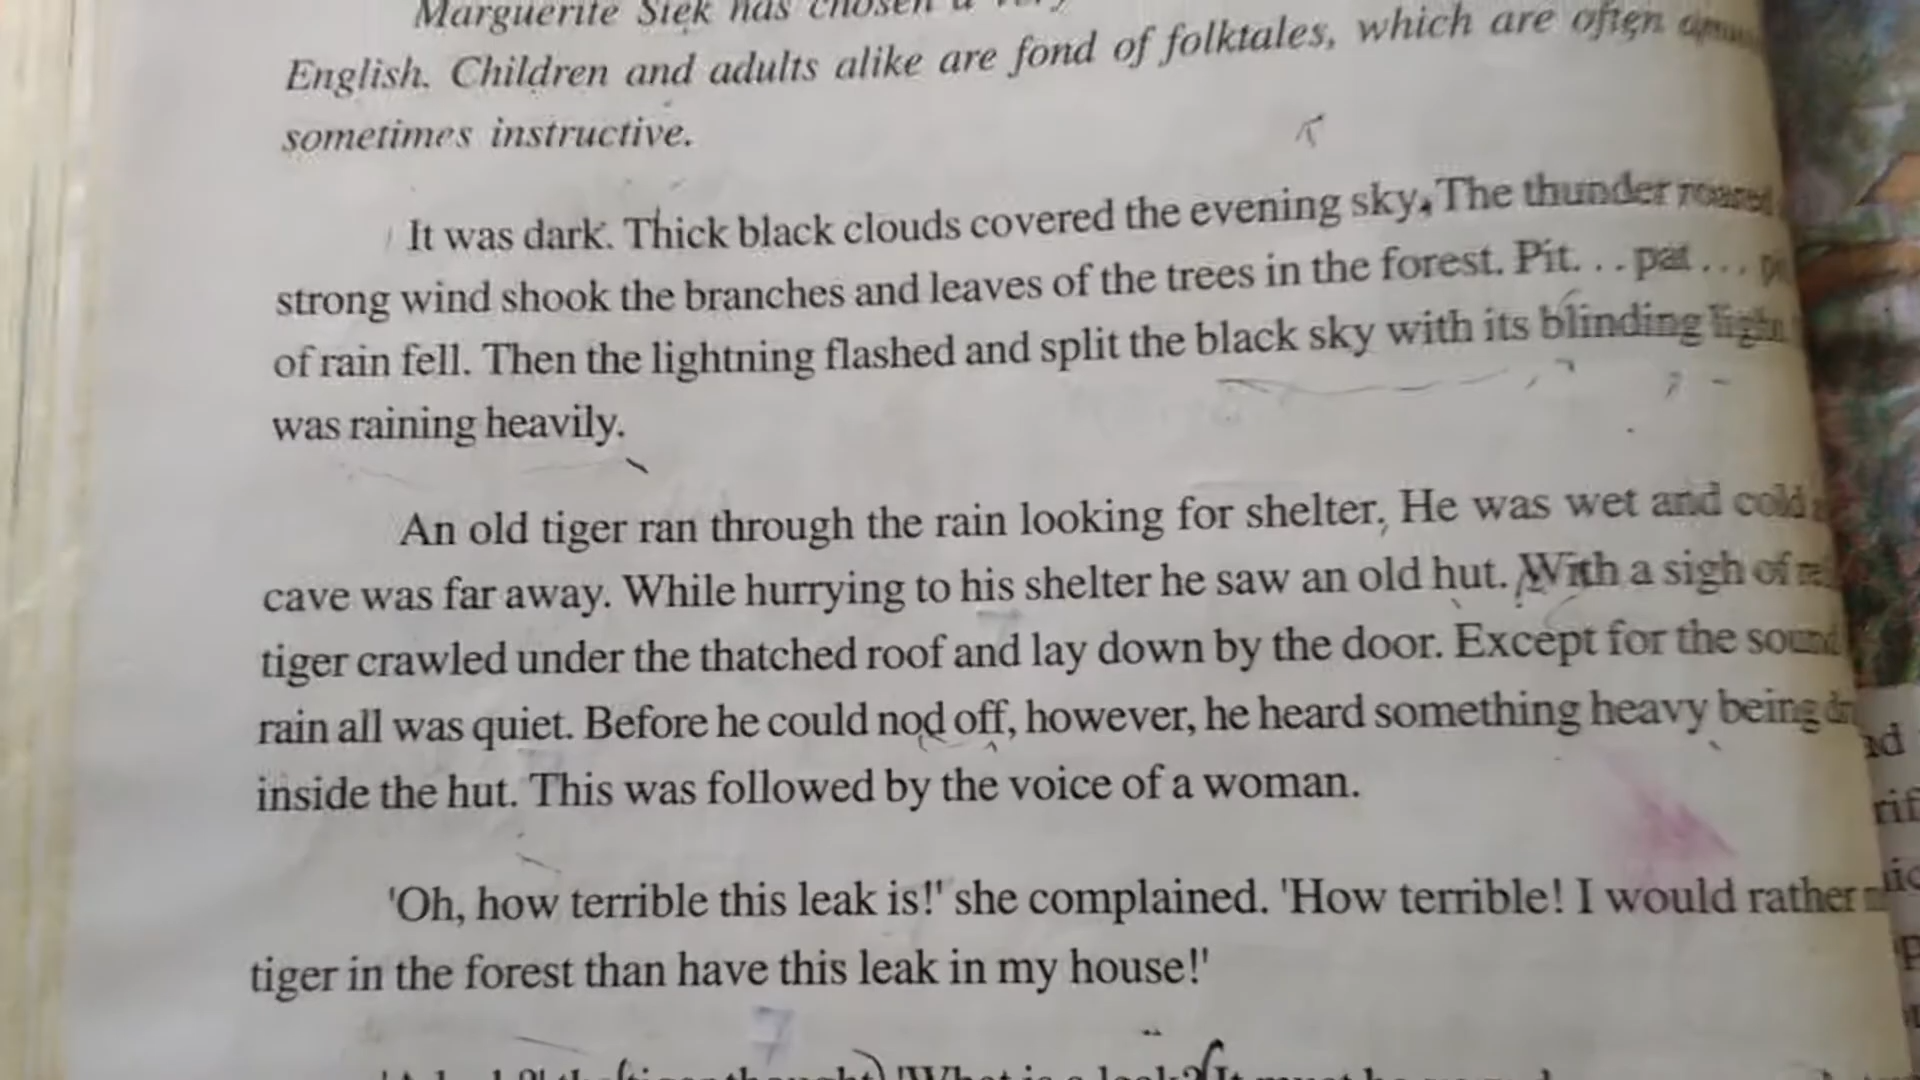 Marguerite Siek has chosen a very
English. Children and adults alike are fond of folktales, which are often
sometimes instructive.
It was dark. Thick black clouds covered the evening sky. The thunder roared
strong wind shook the branches and leaves of the trees in the forest. Pit. . . pat . . .
of rain fell. Then the lightning flashed and split the black sky with its blinding light.
was raining heavily.
An old tiger ran through the rain looking for shelter. He was wet and cold
cave was far away. While hurrying to his shelter he saw an old hut. With a sigh of
tiger crawled under the thatched roof and lay down by the door. Except for the sound
rain all was quiet. Before he could nod off, however, he heard something heavy being
inside the hut. This was followed by the voice of a woman.
'Oh, how terrible this leak is!' she complained. 'How terrible! I would rather
tiger in the forest than have this leak in my house!'